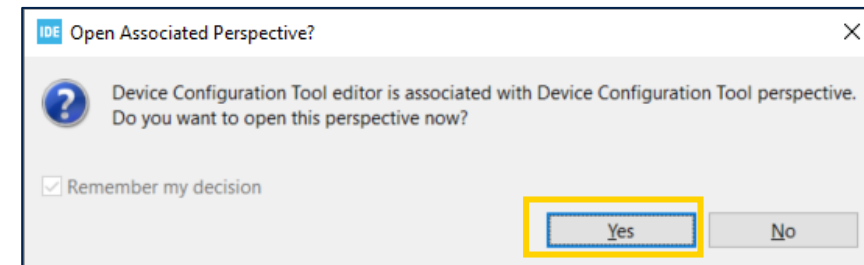 IDE Open Associated Perspective?
Device Configuration Tool editor is associated with Device Configuration Tool perspective.
Do you want to open this perspective now?
Remember my decision
Yes No